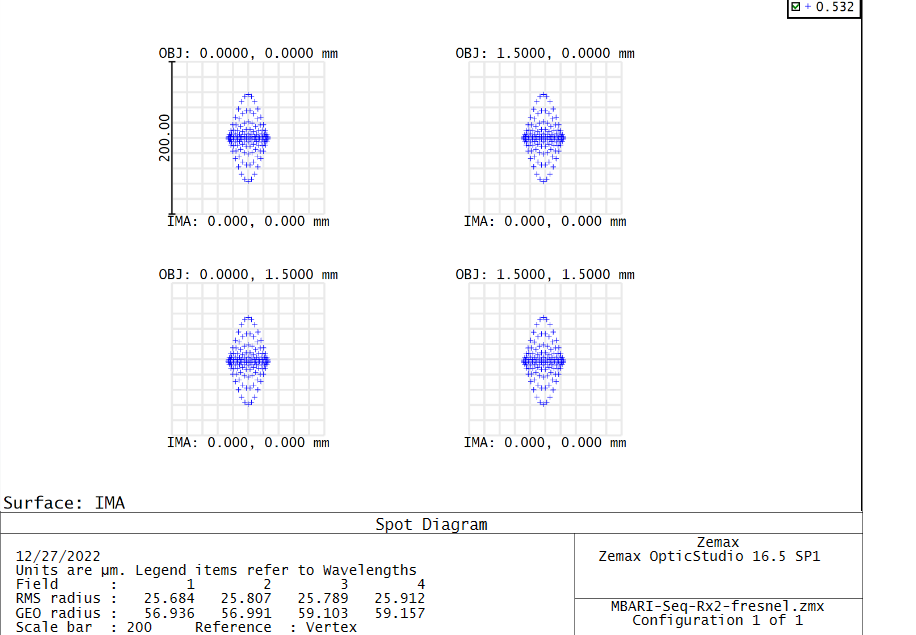 + 0.532
OBJ: 0.0000, 0.0000 mm
OBJ: 1.5000, 0.0000 mm
200.00
IMA: 0.000, 0.000 mm
IMA: 0.000, 0.000 mm
OBJ: 0.0000, 1.5000 mm
OBJ: 1.5000, 1.5000 mm
IMA: 0.000, 0.000 mm
IMA: 0.000, 0.000 mm
Surface: IMA
Spot Diagram
12/27/2022
Units are µm. Legend items refer to Wavelengths
Field : 1 2 3 4
RMS radius : 25.684 25.807 25.789 25.912
GEO radius : 56.936 56.991 59.103 59.157
Scale bar : 200 Reference : Vertex
Zemax
Zemax OpticStudio 16.5 SP1
MBARI-Seq-Rx2-fresnel.zmx
Configuration 1 of 1